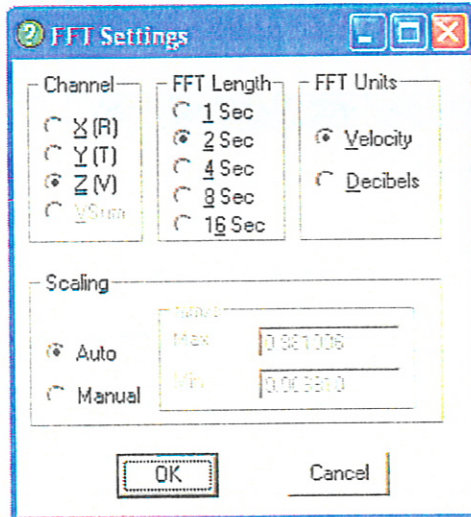 FFT Settings
Channel
X (R)
Y (T)
Z (V)
VSum
FFT Length
1 Sec
2 Sec
4 Sec
8 Sec
16 Sec
FFT Units
Velocity
Decibels
Scaling
Auto
Manual
Max
Min
OK
Cancel